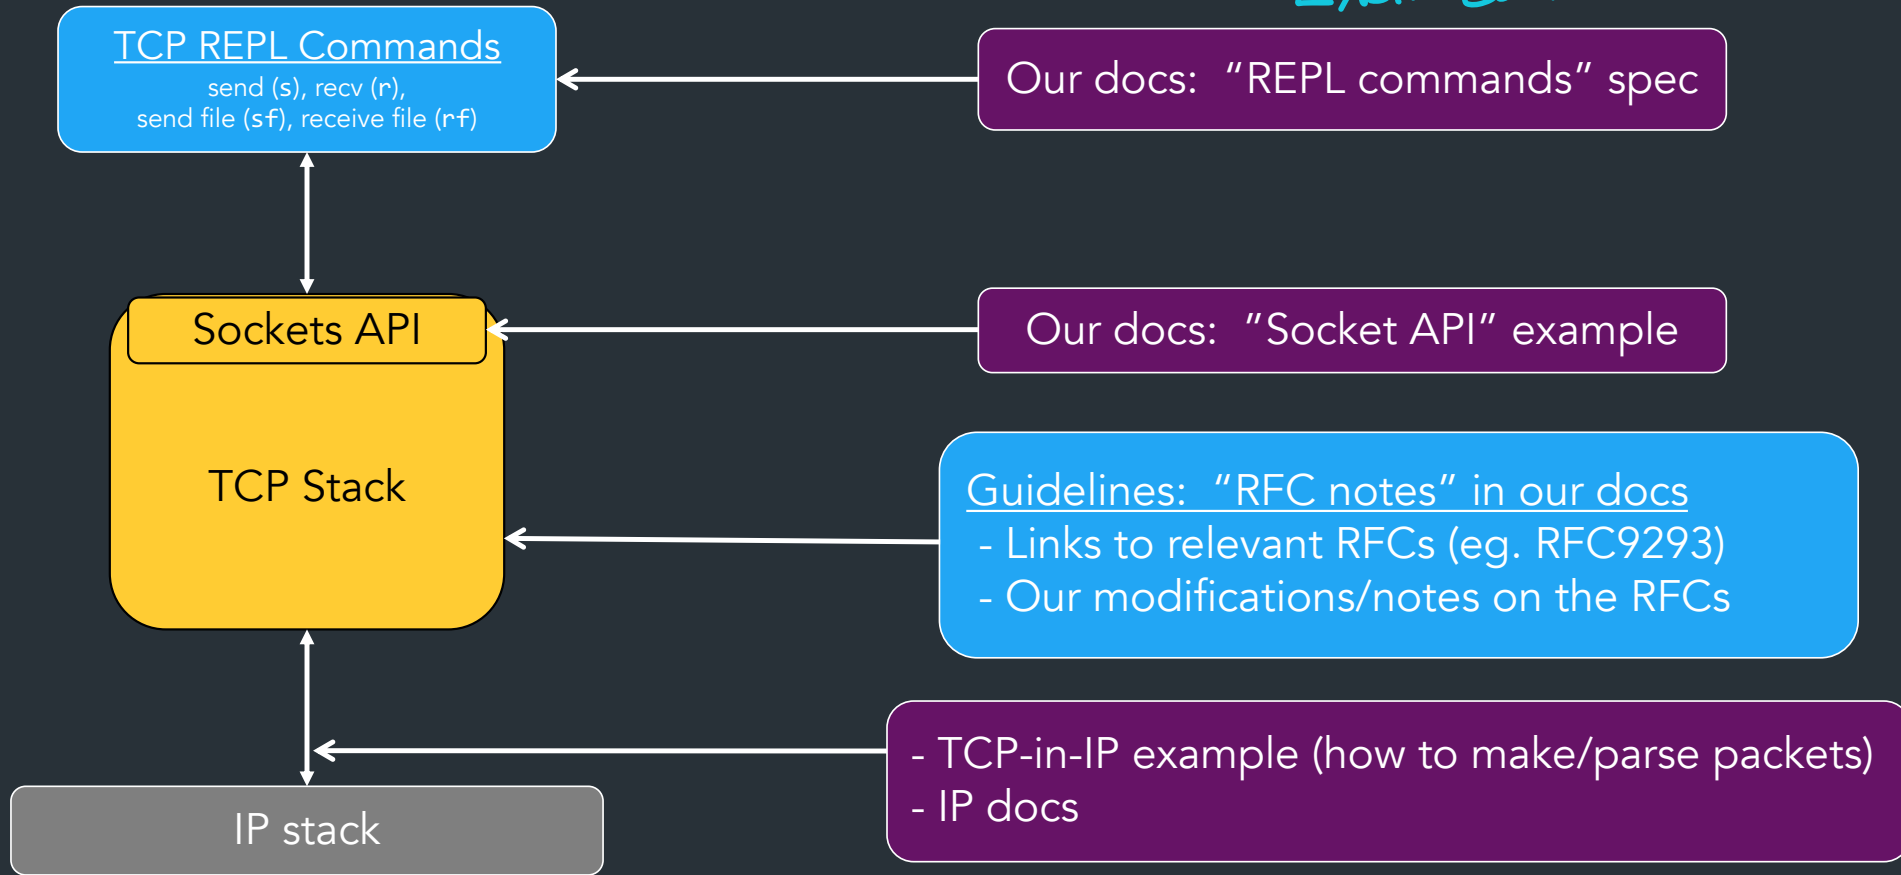 TCP REPL Commands
send (s), recv (r),
send file (sf), receive file (rf)
Our docs:  “REPL commands” spec
Sockets API
Our docs:  ”Socket API” example
TCP Stack
Guidelines:  “RFC notes” in our docs
- Links to relevant RFCs (eg. RFC9293)
- Our modifications/notes on the RFCs
- TCP-in-IP example (how to make/parse packets)
- IP docs
IP stack